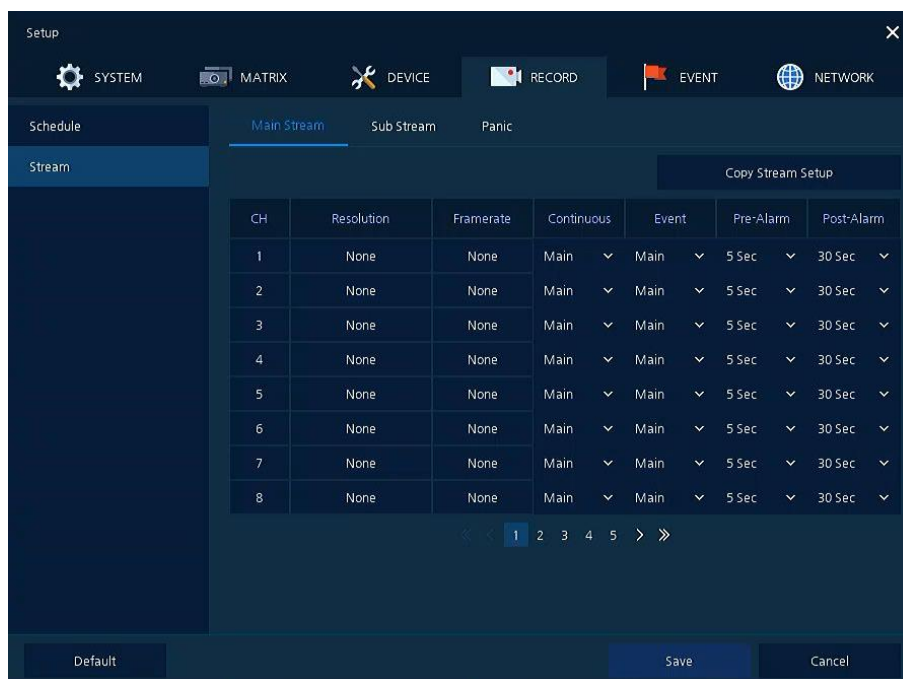 Setup
SYSTEM MATRIX DEVICE RECORD EVENT NETWORK
Schedule
Stream
Main Stream Sub Stream Panic
Copy Stream Setup
CH Resolution Framerate Continuous Event Pre-Alarm Post-Alarm
1 None None Main Main 5 Sec 30 Sec
2 None None Main Main 5 Sec 30 Sec
3 None None Main Main 5 Sec 30 Sec
4 None None Main Main 5 Sec 30 Sec
5 None None Main Main 5 Sec 30 Sec
6 None None Main Main 5 Sec 30 Sec
7 None None Main Main 5 Sec 30 Sec
8 None None Main Main 5 Sec 30 Sec
« < 1 2 3 4 5 > »
Default Save Cancel